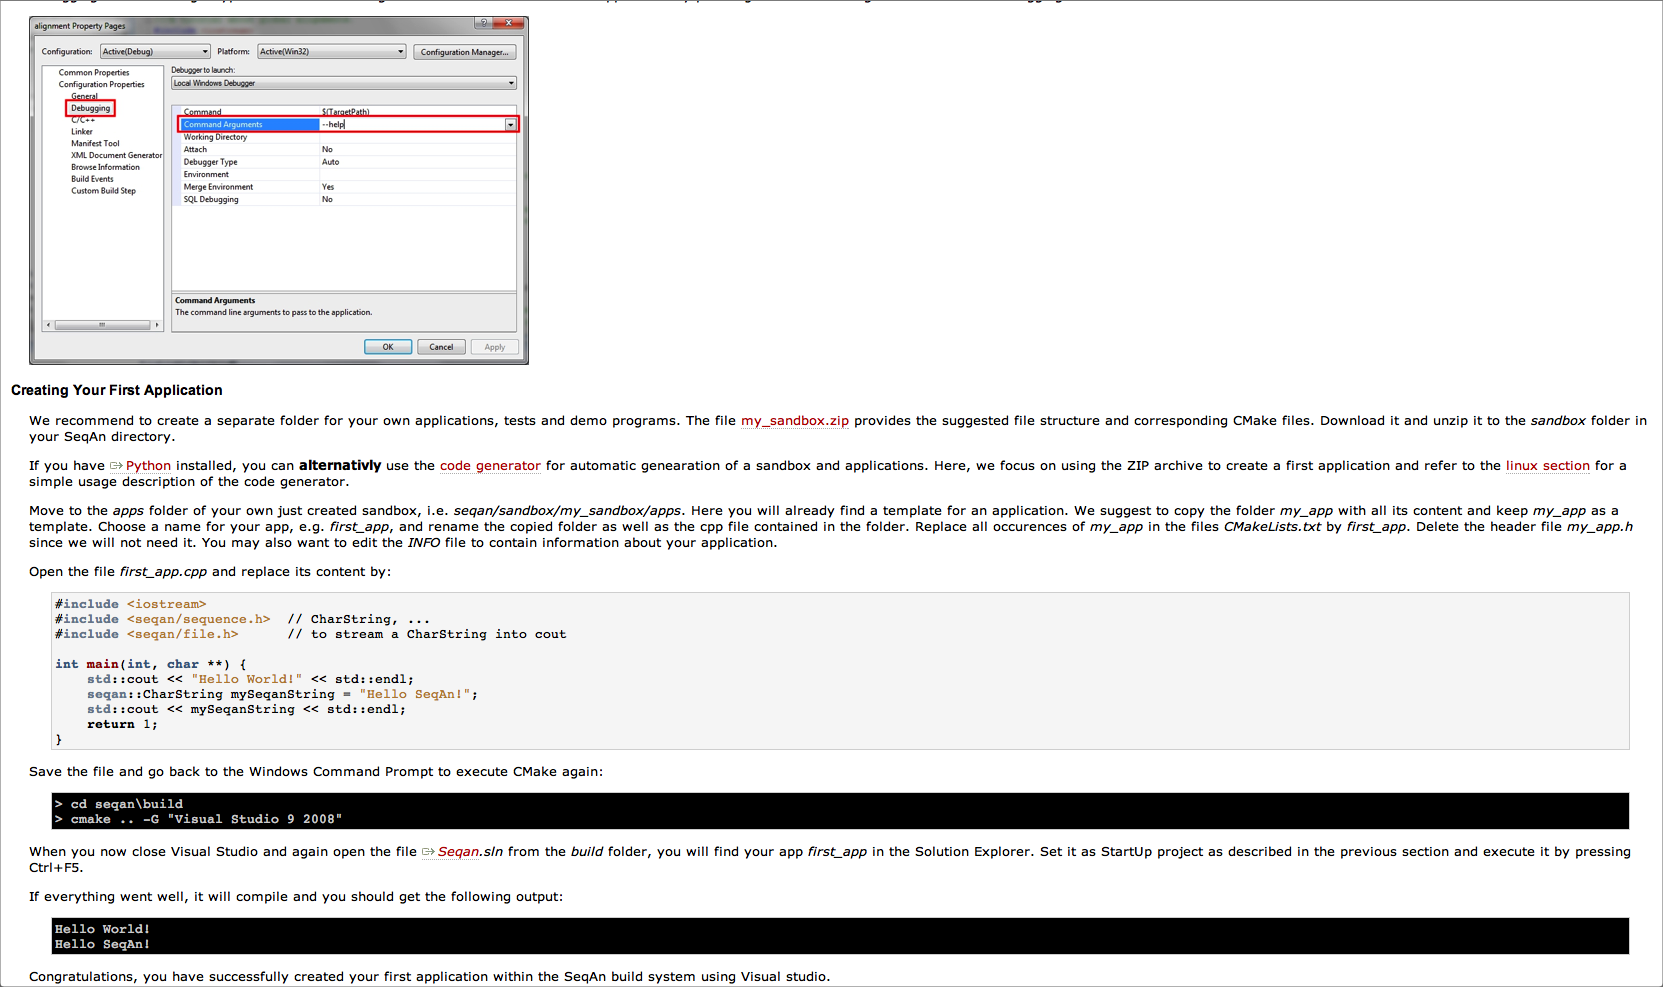 alignment Property Pages
Configuration: Active(Debug) Platform: Active(Win32) Configuration Manager...
Common Properties
Configuration Properties
General
Debugging
C/C++
Linker
Manifest Tool
XML Document Generator
Browse Information
Build Events
Custom Build Step
Debugger to launch:
Local Windows Debugger
Command $(TargetPath)
Command Arguments --help
Working Directory
Attach No
Debugger Type Auto
Environment
Merge Environment Yes
SQL Debugging No
Command Arguments
The command line arguments to pass to the application.
OK Cancel Apply
Creating Your First Application
We recommend to create a separate folder for your own applications, tests and demo programs. The file my_sandbox.zip provides the suggested file structure and corresponding CMake files. Download it and unzip it to the sandbox folder in
your SeqAn directory.
If you have Python installed, you can alternativly use the code generator for automatic genearation of a sandbox and applications. Here, we focus on using the ZIP archive to create a first application and refer to the linux section for a
simple usage description of the code generator.
Move to the apps folder of your own just created sandbox, i.e. seqan/sandbox/my_sandbox/apps. Here you will already find a template for an application. We suggest to copy the folder my_app with all its content and keep my_app as a
template. Choose a name for your app, e.g. first_app, and rename the copied folder as well as the cpp file contained in the folder. Replace all occurences of my_app in the files CMakeLists.txt by first_app. Delete the header file my_app.h
since we will not need it. You may also want to edit the INFO file to contain information about your application.
Open the file first_app.cpp and replace its content by:
#include <iostream>
#include <seqan/sequence.h>  // CharString, ...
#include <seqan/file.h>      // to stream a CharString into cout
int main(int, char **) {
    std::cout << "Hello World!" << std::endl;
    seqan::CharString mySeqanString = "Hello SeqAn!";
    std::cout << mySeqanString << std::endl;
    return 1;
}
Save the file and go back to the Windows Command Prompt to execute CMake again:
> cd seqan\build
> cmake .. -G "Visual Studio 9 2008"
When you now close Visual Studio and again open the file Seqan.sln from the build folder, you will find your app first_app in the Solution Explorer. Set it as StartUp project as described in the previous section and execute it by pressing
Ctrl+F5.
If everything went well, it will compile and you should get the following output:
Hello World!
Hello SeqAn!
Congratulations, you have successfully created your first application within the SeqAn build system using Visual studio.